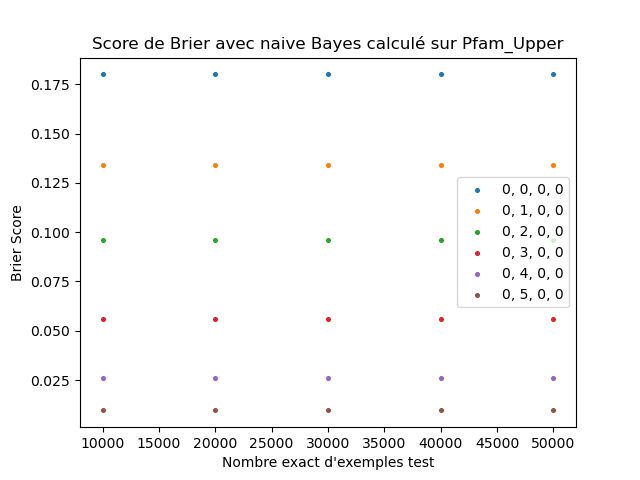 Score de Brier avec naive Bayes calculé sur Pfam_Upper
Brier Score
0.175
0.150
0.125
0.100
0.075
0.050
0.025
0, 0, 0, 0
0, 1, 0, 0
0, 2, 0, 0
0, 3, 0, 0
0, 4, 0, 0
0, 5, 0, 0
10000 15000 20000 25000 30000 35000 40000 45000 50000
Nombre exact d'exemples test